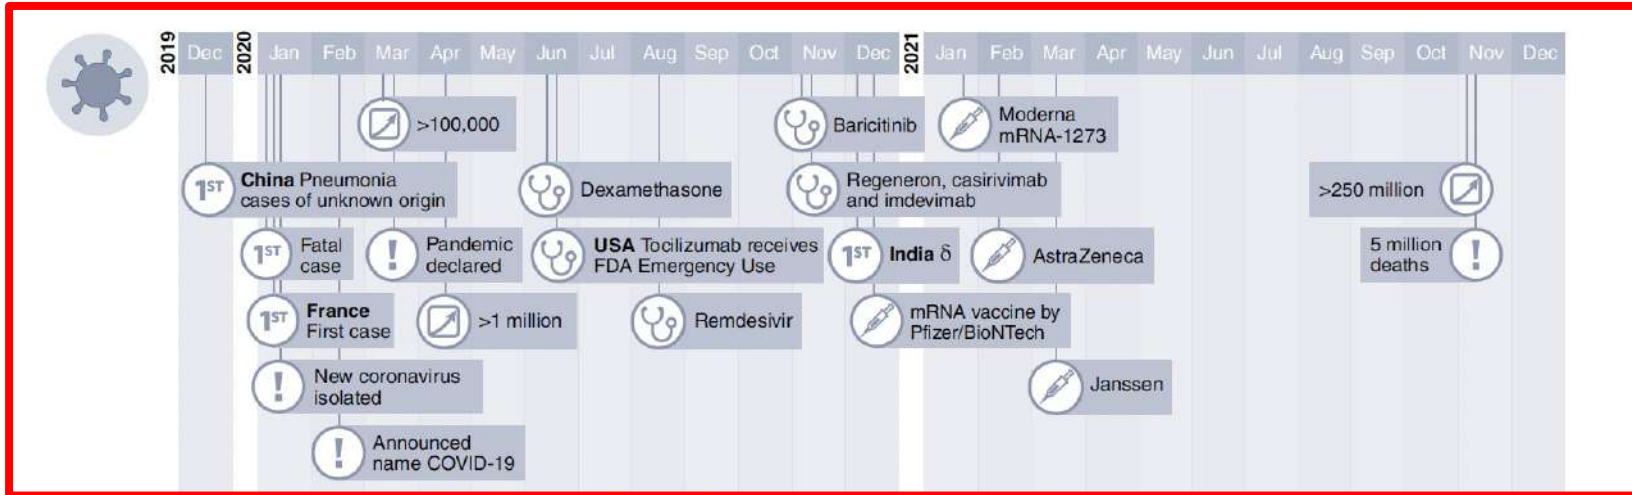 2019 Dec 2020 Jan Feb Mar Apr May Jun Jul Aug Sep Oct Nov Dec 2021 Jan Feb Mar Apr May Jun Jul Aug Sep Oct Nov Dec
>100,000
Baricitinib
Moderna
mRNA-1273
1ST
China Pneumonia
cases of unknown origin
Dexamethasone
Regeneron, casirivimab
and imdevimab
>250 million
1ST
Fatal
case
!
Pandemic
declared
USA Tocilizumab receives
FDA Emergency Use
1ST
India δ
AstraZeneca
5 million
deaths
!
1ST
France
First case
>1 million
Remdesivir
mRNA vaccine by
Pfizer/BioNTech
!
New coronavirus
isolated
Janssen
!
Announced
name COVID-19